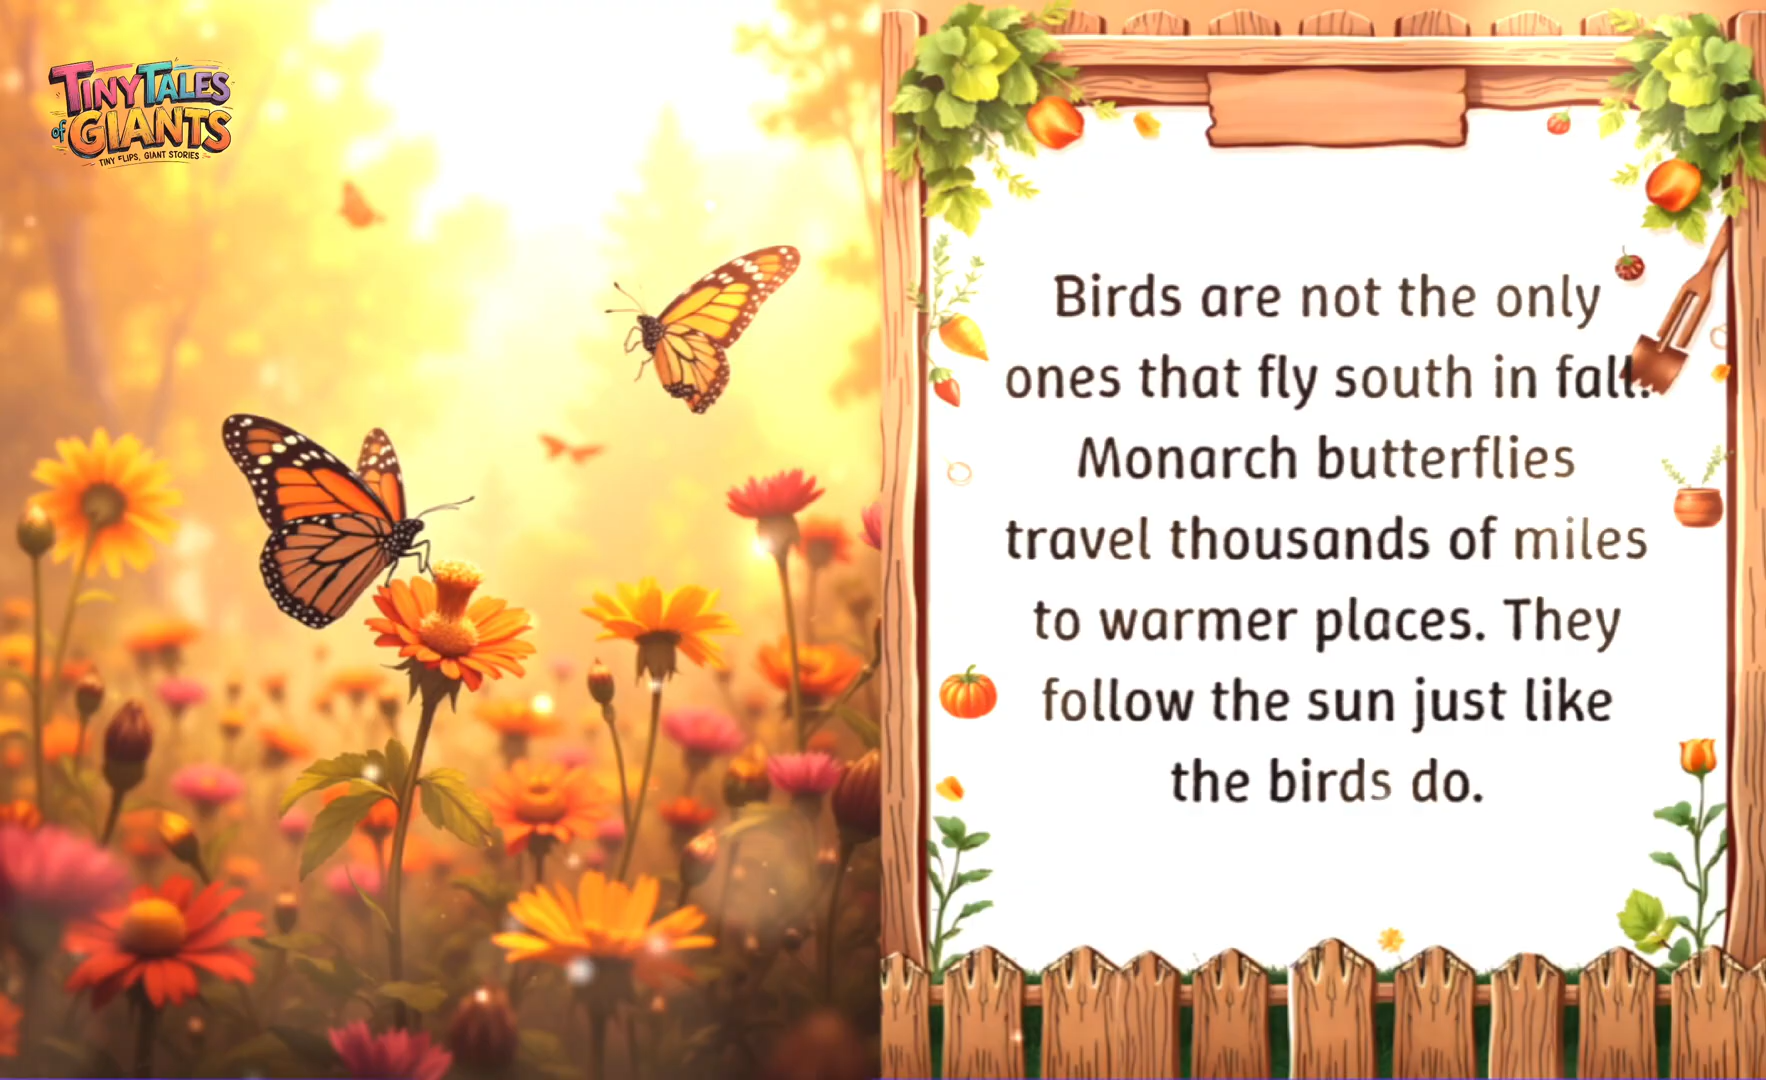 TINY TALES
of GIANTS
TINY FLIPS, GIANT STORIES
Birds are not the only
ones that fly south in fall.
Monarch butterflies
travel thousands of miles
to warmer places. They
follow the sun just like
the birds do.